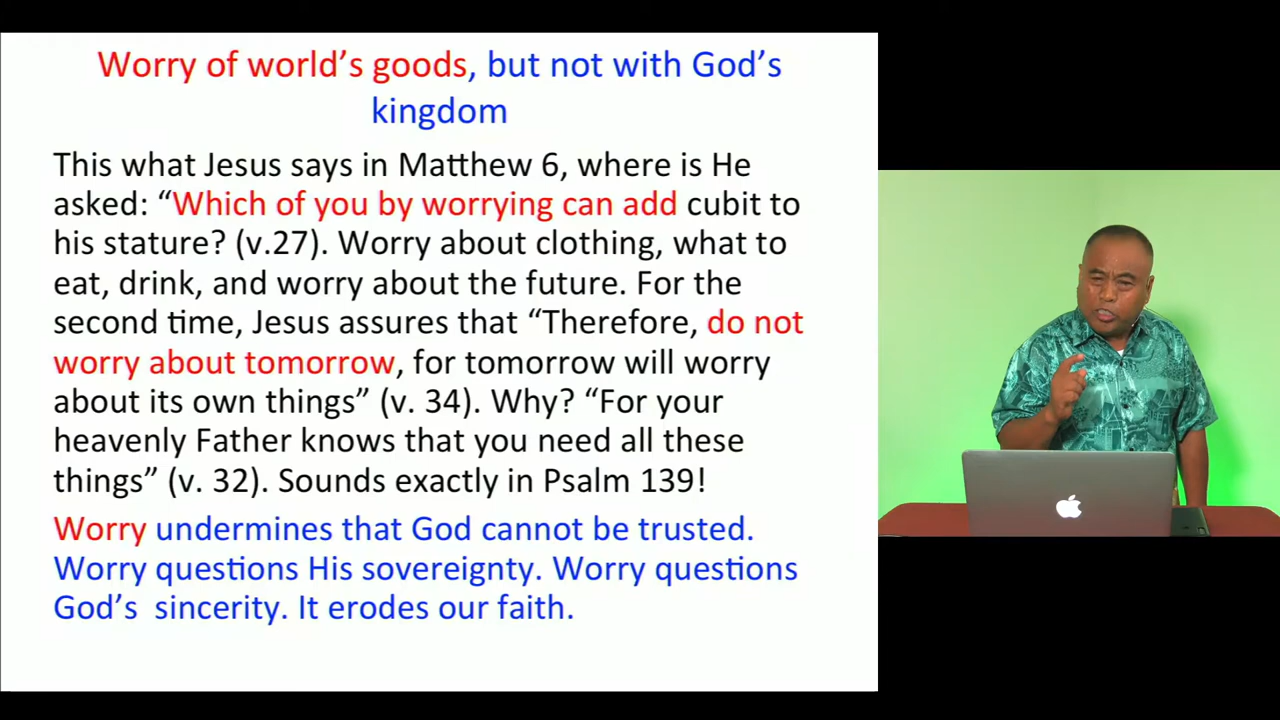 Worry of world’s goods, but not with God’s
kingdom
This what Jesus says in Matthew 6, where is He
asked: “Which of you by worrying can add cubit to
his stature? (v.27). Worry about clothing, what to
eat, drink, and worry about the future. For the
second time, Jesus assures that “Therefore, do not
worry about tomorrow, for tomorrow will worry
about its own things” (v. 34). Why? “For your
heavenly Father knows that you need all these
things” (v. 32). Sounds exactly in Psalm 139!
Worry undermines that God cannot be trusted.
Worry questions His sovereignty. Worry questions
God’s  sincerity. It erodes our faith.